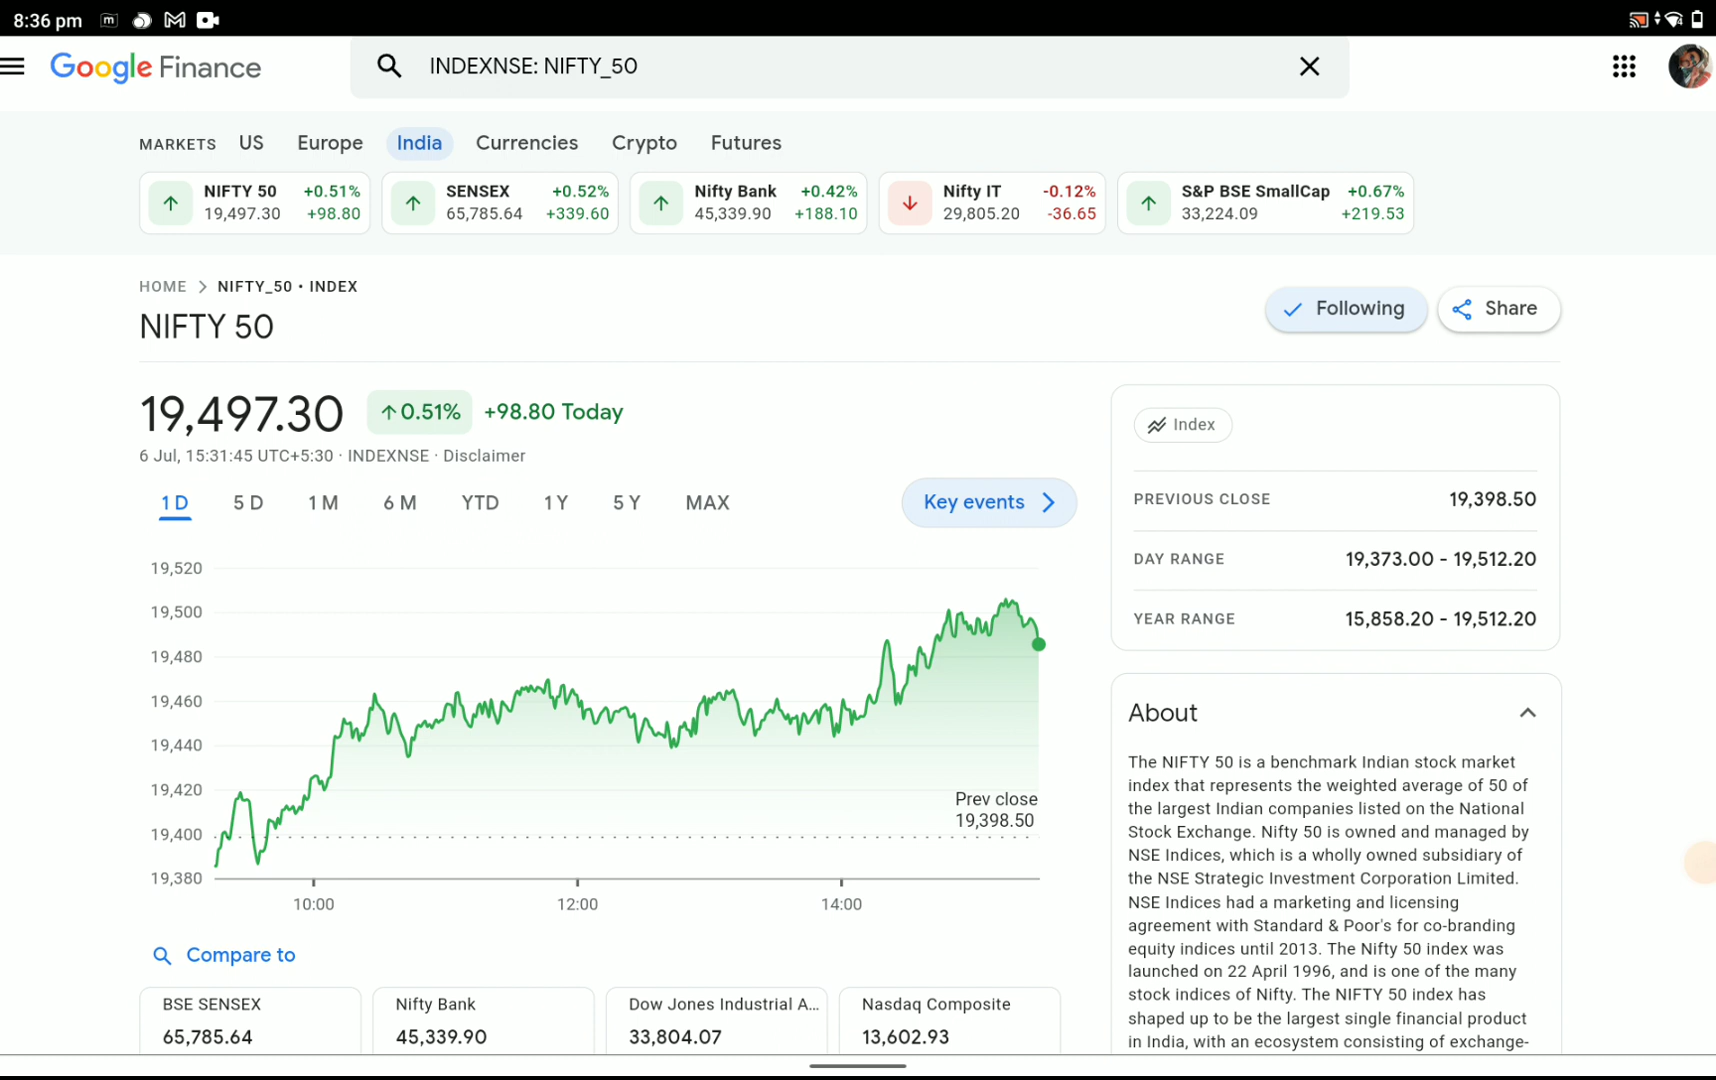 8:36 pm
Google Finance
INDEXNSE: NIFTY_50
MARKETS US Europe India Currencies Crypto Futures
NIFTY 50 +0.51%
19,497.30 +98.80
SENSEX +0.52%
65,785.64 +339.60
Nifty Bank +0.42%
45,339.90 +188.10
Nifty IT -0.12%
29,805.20 -36.65
S&P BSE SmallCap +0.67%
33,224.09 +219.53
HOME > NIFTY_50 • INDEX
NIFTY 50
Following
Share
19,497.30 ↑0.51% +98.80 Today
6 Jul, 15:31:45 UTC+5:30 · INDEXNSE · Disclaimer
1 D 5 D 1 M 6 M YTD 1 Y 5 Y MAX
Key events
19,520
19,500
19,480
19,460
19,440
19,420
19,400
19,380
Prev close
19,398.50
10:00 12:00 14:00
Compare to
BSE SENSEX
65,785.64
Nifty Bank
45,339.90
Dow Jones Industrial A...
33,804.07
Nasdaq Composite
13,602.93
Index
PREVIOUS CLOSE 19,398.50
DAY RANGE 19,373.00 - 19,512.20
YEAR RANGE 15,858.20 - 19,512.20
About
The NIFTY 50 is a benchmark Indian stock market
index that represents the weighted average of 50 of
the largest Indian companies listed on the National
Stock Exchange. Nifty 50 is owned and managed by
NSE Indices, which is a wholly owned subsidiary of
the NSE Strategic Investment Corporation Limited.
NSE Indices had a marketing and licensing
agreement with Standard & Poor's for co-branding
equity indices until 2013. The Nifty 50 index was
launched on 22 April 1996, and is one of the many
stock indices of Nifty. The NIFTY 50 index has
shaped up to be the largest single financial product
in India, with an ecosystem consisting of exchange-